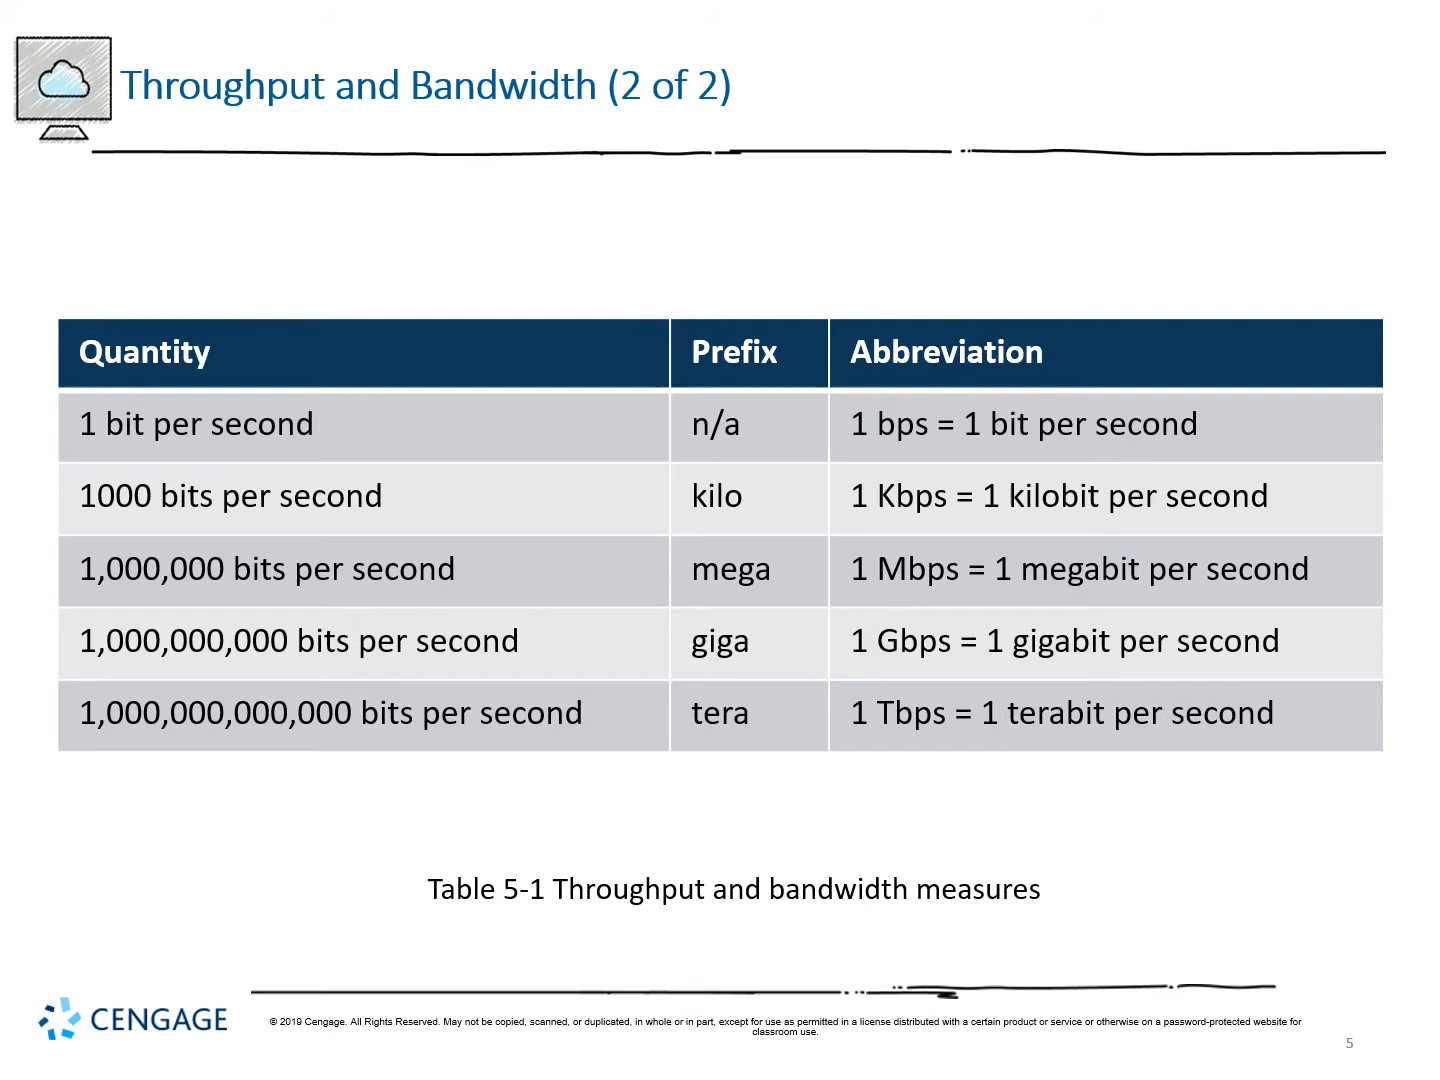 Throughput and Bandwidth (2 of 2)
Quantity Prefix Abbreviation
1 bit per second n/a 1 bps = 1 bit per second
1000 bits per second kilo 1 Kbps = 1 kilobit per second
1,000,000 bits per second mega 1 Mbps = 1 megabit per second
1,000,000,000 bits per second giga 1 Gbps = 1 gigabit per second
1,000,000,000,000 bits per second tera 1 Tbps = 1 terabit per second
Table 5-1 Throughput and bandwidth measures
CENGAGE
© 2019 Cengage. All Rights Reserved. May not be copied, scanned, or duplicated, in whole or in part, except for use as permitted in a license distributed with a certain product or service or otherwise on a password-protected website for
classroom use.
5